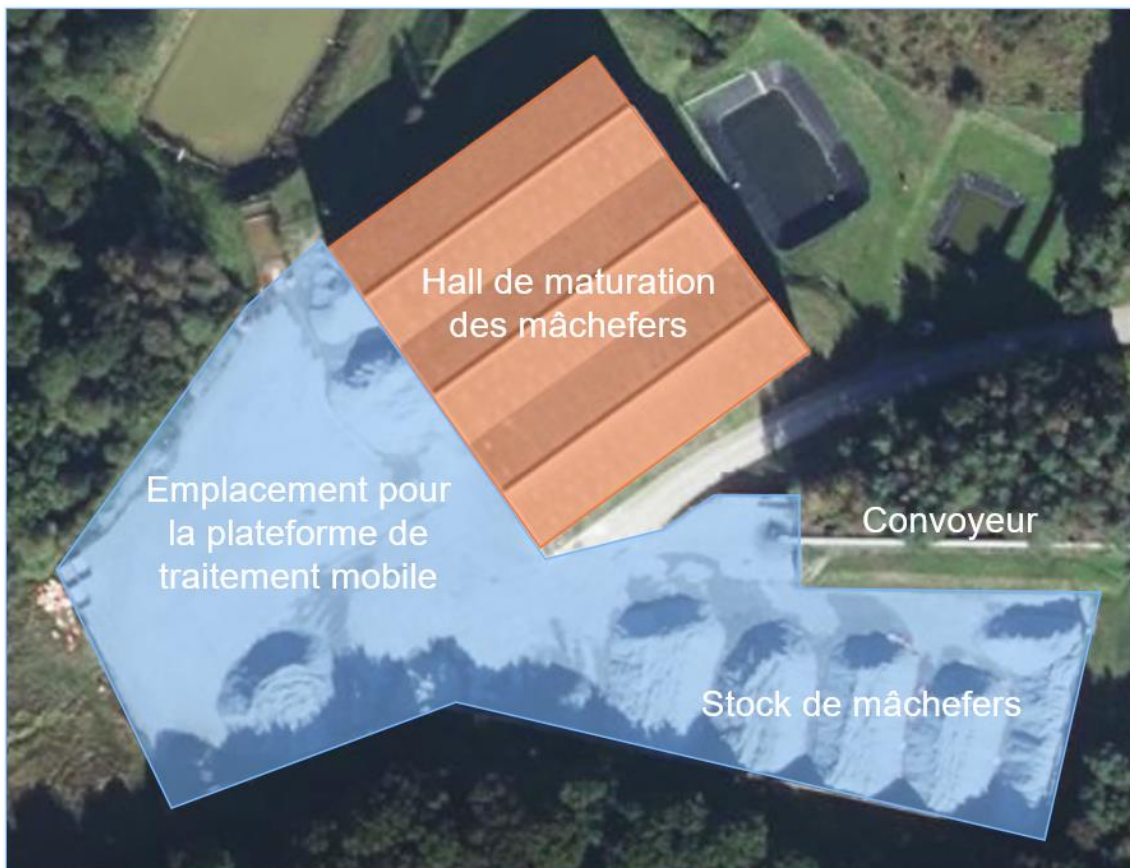 Hall de maturation
des mâchefers
Emplacement pour
la plateforme de
traitement mobile
Convoyeur
Stock de mâchefers